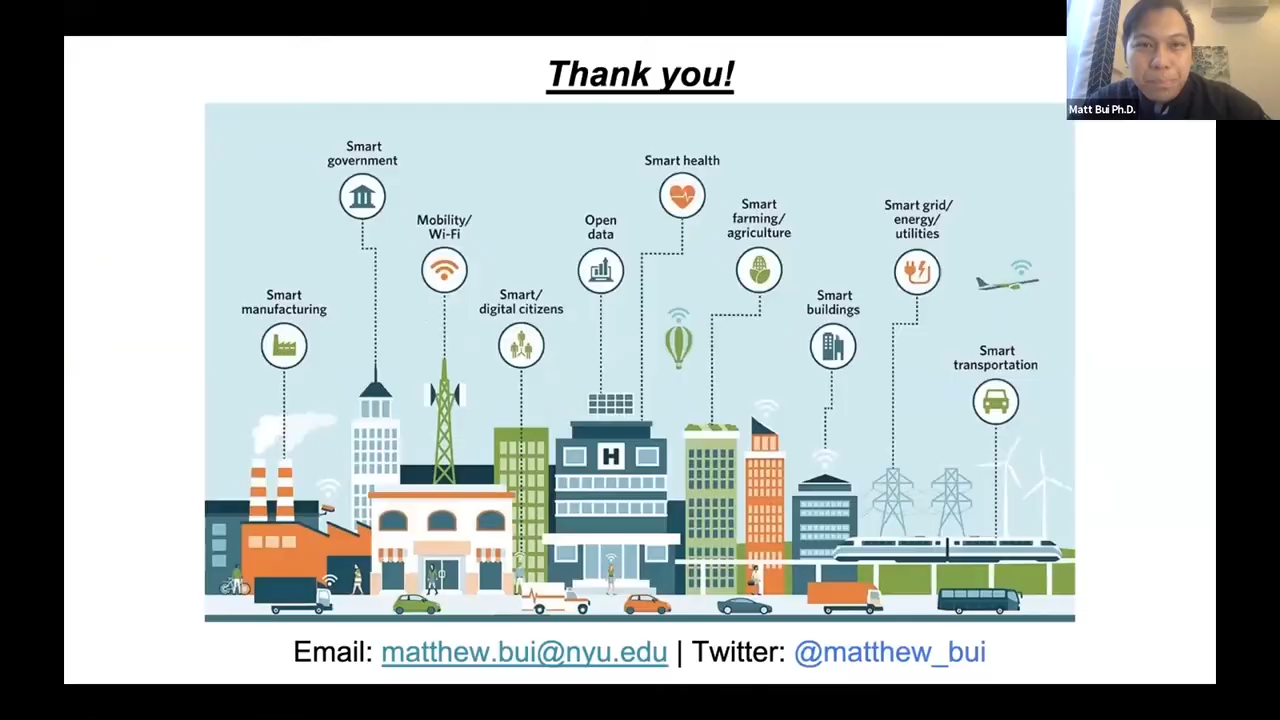 Thank you!
Matt Bui Ph.D.
Smart
government
Smart health
Mobility/
Wi-Fi
Open
data
Smart
farming/
agriculture
Smart grid/
energy/
utilities
Smart
manufacturing
Smart/
digital citizens
Smart
buildings
Smart
transportation
H
Email: matthew.bui@nyu.edu | Twitter: @matthew_bui